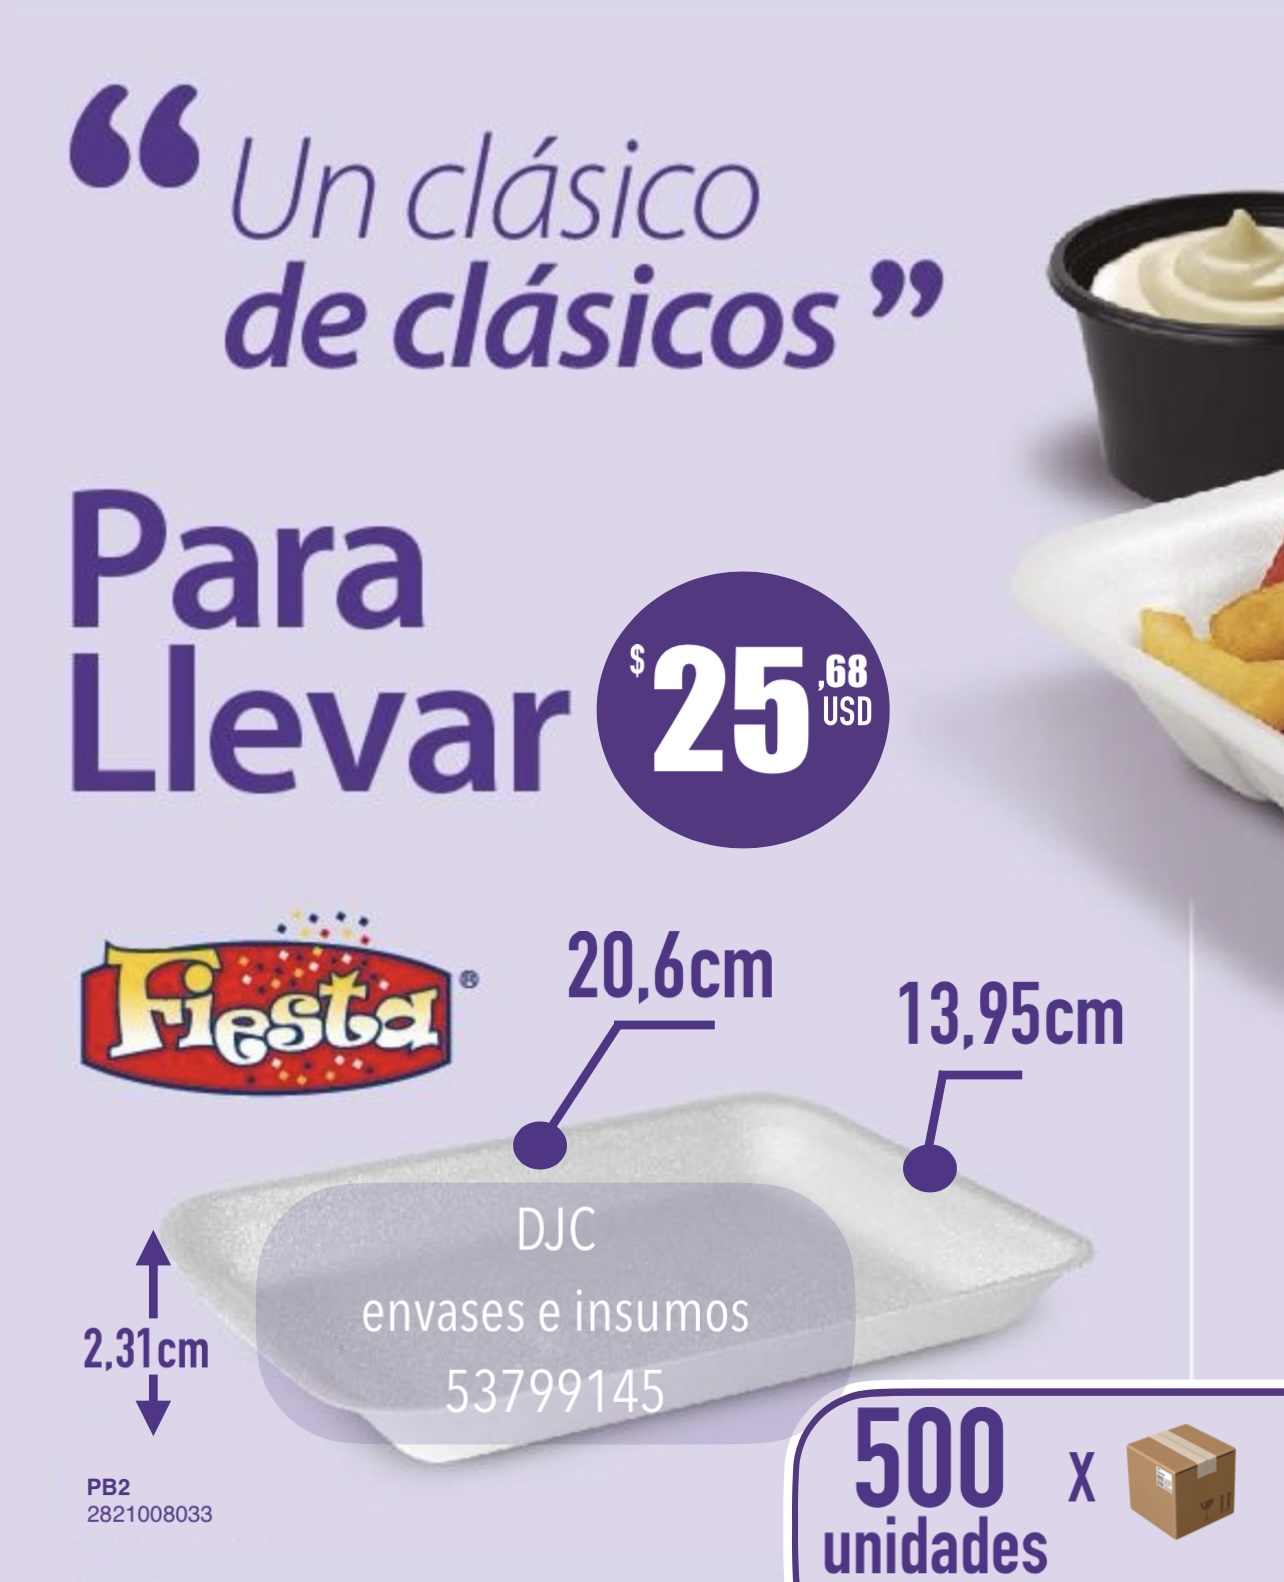 “ Un clásico
de clásicos ”
Para
Llevar
$ 25 ,68
USD
Fiesta ®
20,6cm
13,95cm
2,31cm
DJC
envases e insumos
53799145
PB2
2821008033
500 X
unidades